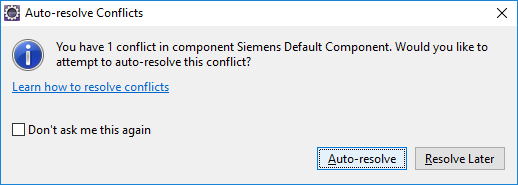 Auto-resolve Conflicts
You have 1 conflict in component Siemens Default Component. Would you like to
attempt to auto-resolve this conflict?
Learn how to resolve conflicts
Don't ask me this again
Auto-resolve
Resolve Later